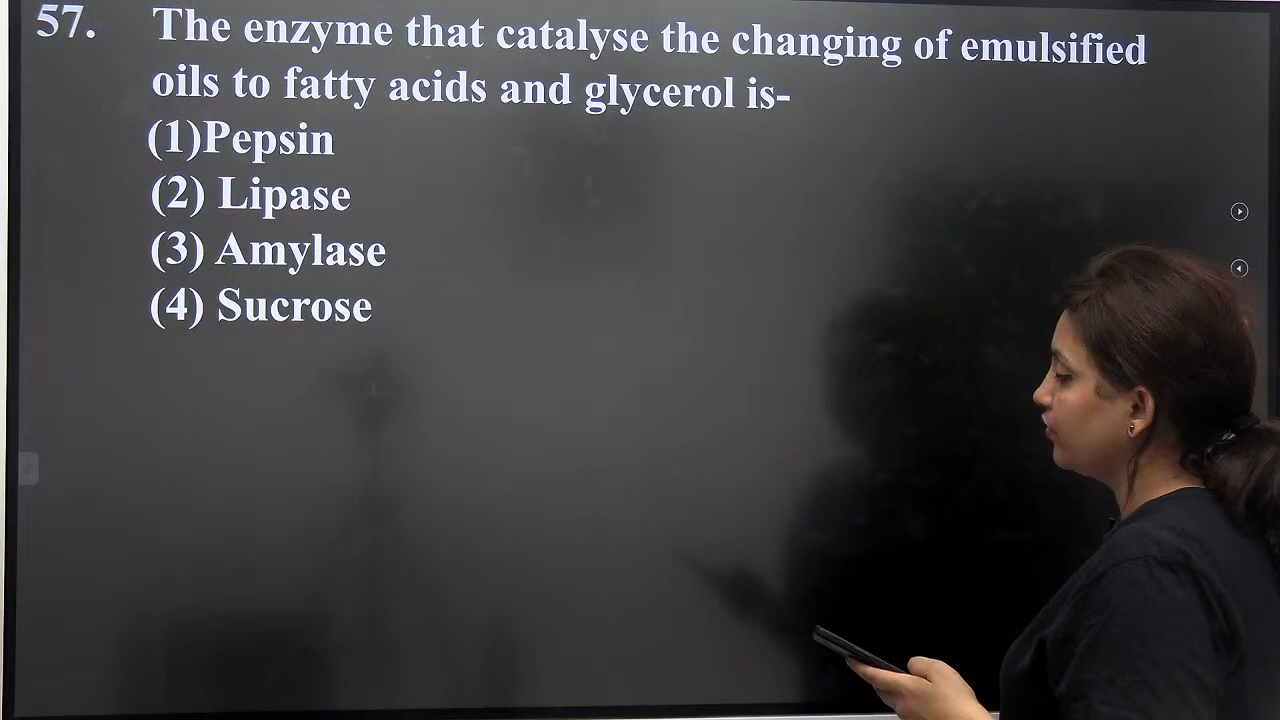 57. The enzyme that catalyse the changing of emulsified
oils to fatty acids and glycerol is-
(1)Pepsin
(2) Lipase
(3) Amylase
(4) Sucrose